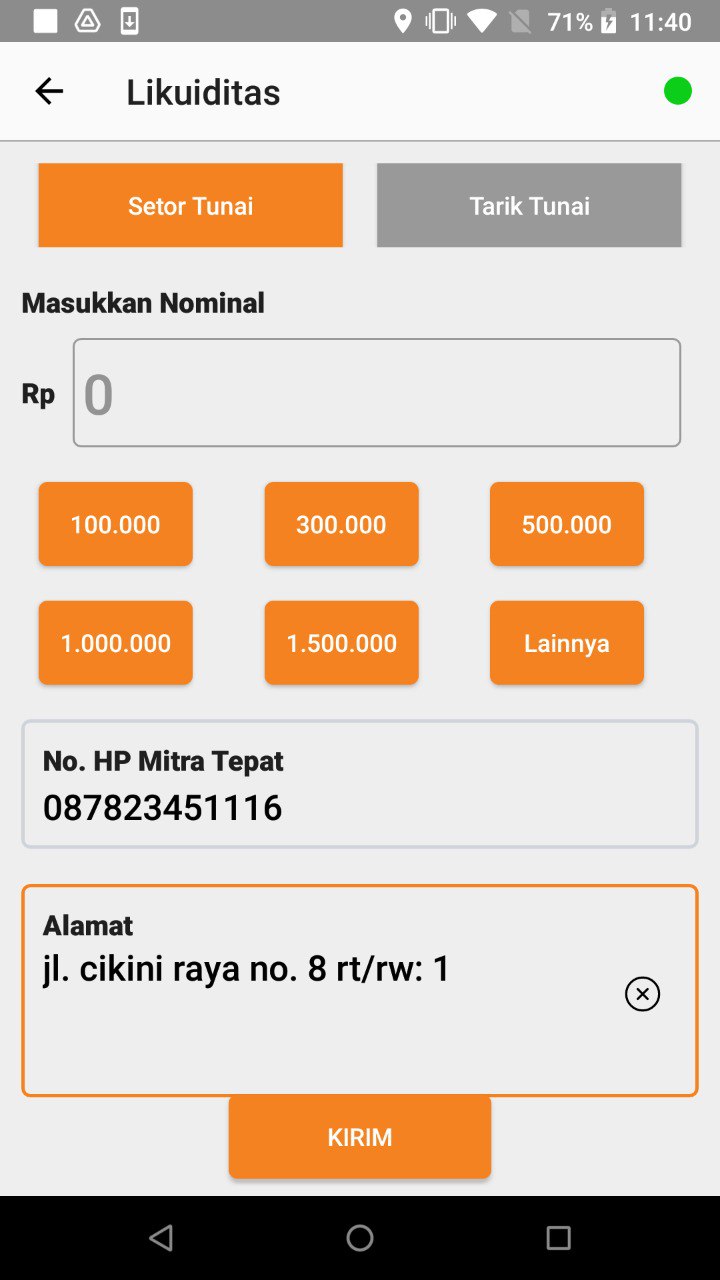 71% 11:40
Likuiditas
Setor Tunai Tarik Tunai
Masukkan Nominal
Rp 0
100.000 300.000 500.000
1.000.000 1.500.000 Lainnya
No. HP Mitra Tepat
087823451116
Alamat
jl. cikini raya no. 8 rt/rw: 1
KIRIM